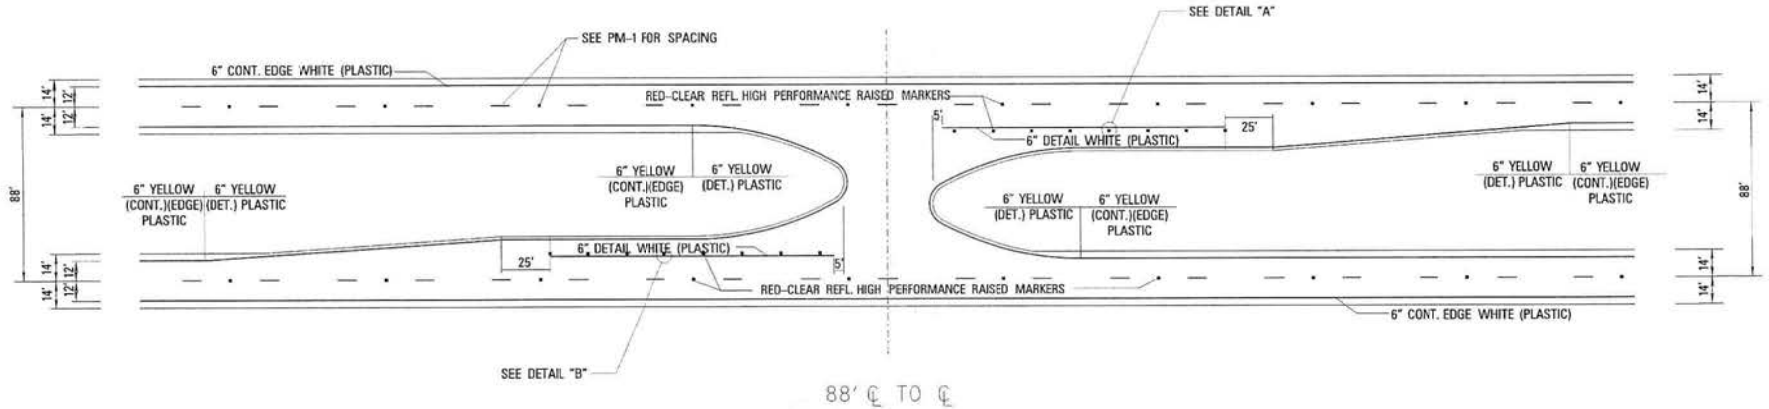 SEE DETAIL "A"
SEE PM-1 FOR SPACING
6" CONT. EDGE WHITE (PLASTIC)
14'
12'
14'
12'
RED-CLEAR REFL. HIGH PERFORMANCE RAISED MARKERS
5'
6" DETAIL WHITE (PLASTIC)
25'
14'
14'
6" YELLOW
(CONT.)(EDGE)
PLASTIC
6" YELLOW
(DET.) PLASTIC
6" YELLOW
(CONT.)(EDGE)
PLASTIC
6" YELLOW
(DET.) PLASTIC
6" YELLOW
(DET.) PLASTIC
6" YELLOW
(CONT.)(EDGE)
PLASTIC
6" YELLOW
(DET.) PLASTIC
6" YELLOW
(CONT.)(EDGE)
PLASTIC
88'
88'
6" DETAIL WHITE (PLASTIC)
25'
5'
14'
12'
14'
12'
RED-CLEAR REFL. HIGH PERFORMANCE RAISED MARKERS
14'
14'
6" CONT. EDGE WHITE (PLASTIC)
SEE DETAIL "B"
88' ℄ TO ℄